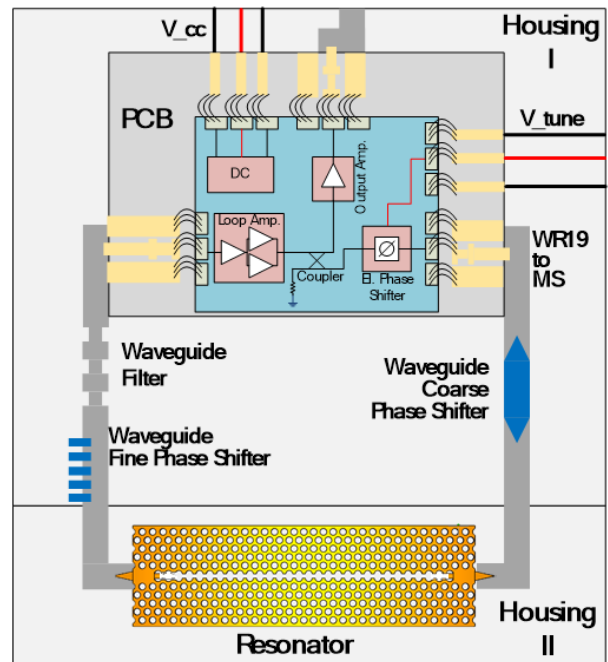 V_cc
Housing
I
PCB
V_tune
DC
Output Amp.
Loop Amp.
Coupler
El. Phase
Shifter
WR19
to
MS
Waveguide
Filter
Waveguide
Coarse
Phase Shifter
Waveguide
Fine Phase Shifter
Housing
II
Resonator